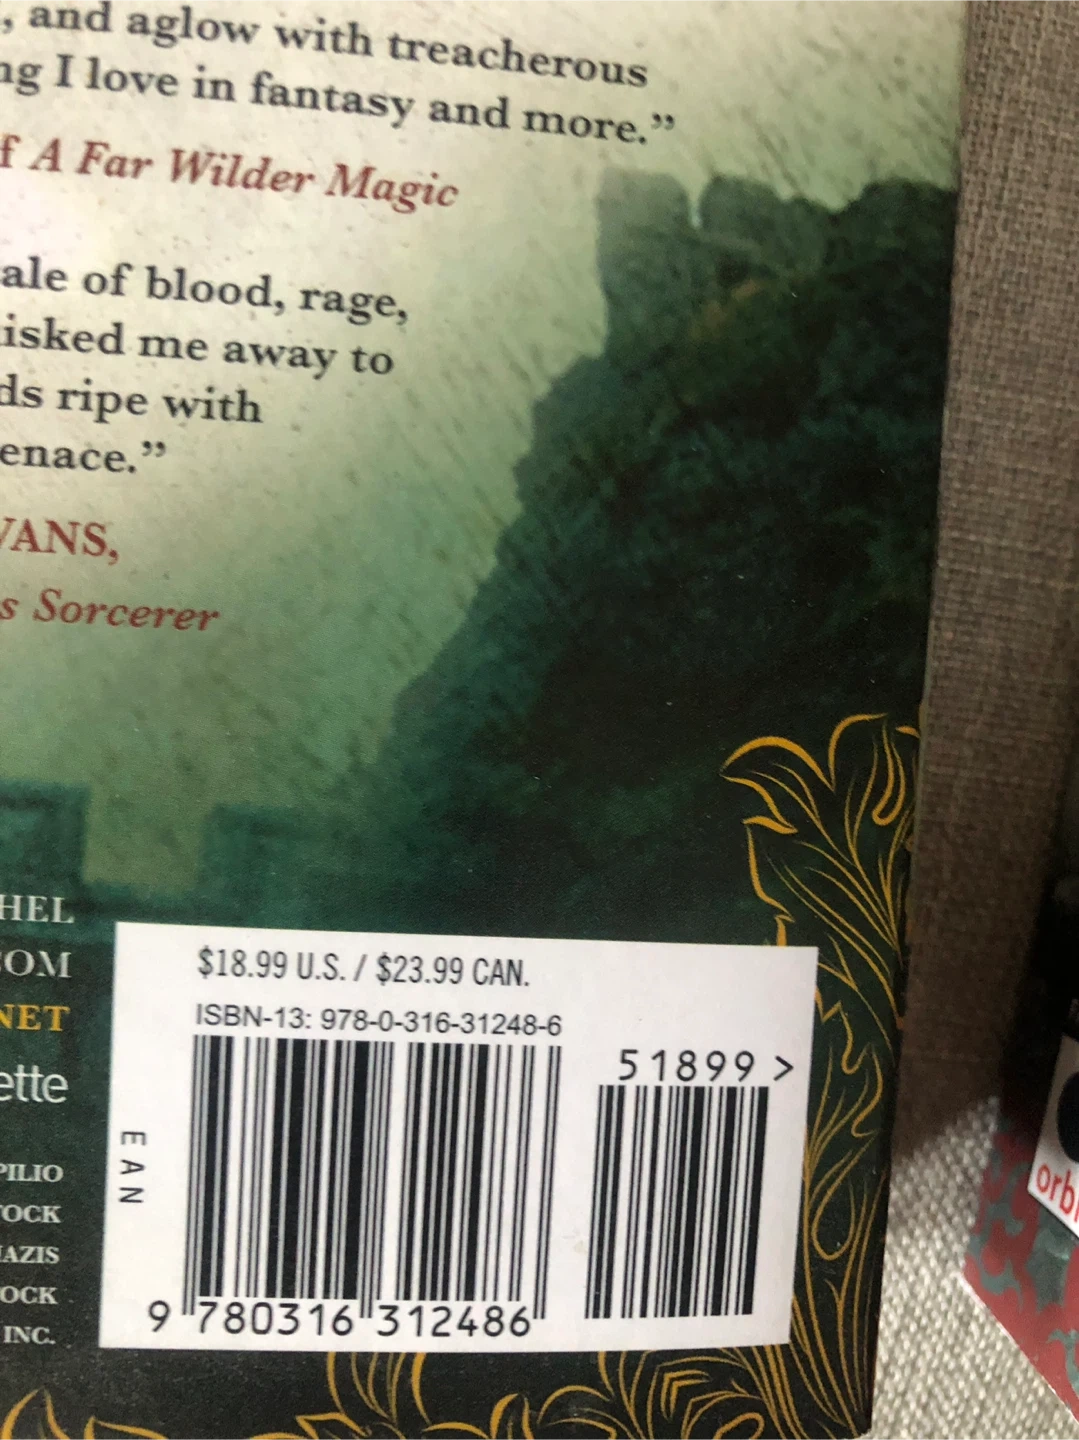 , and aglow with treacherous
ng I love in fantasy and more.”
f A Far Wilder Magic
ale of blood, rage,
isked me away to
ds ripe with
enace.”
VANS,
s Sorcerer
HEL
OM
NET
ette
PILIO
OCK
AZIS
OCK
INC.
$18.99 U.S. / $23.99 CAN.
ISBN-13: 978-0-316-31248-6
51899 >
EAN
9 780316 312486
orbi